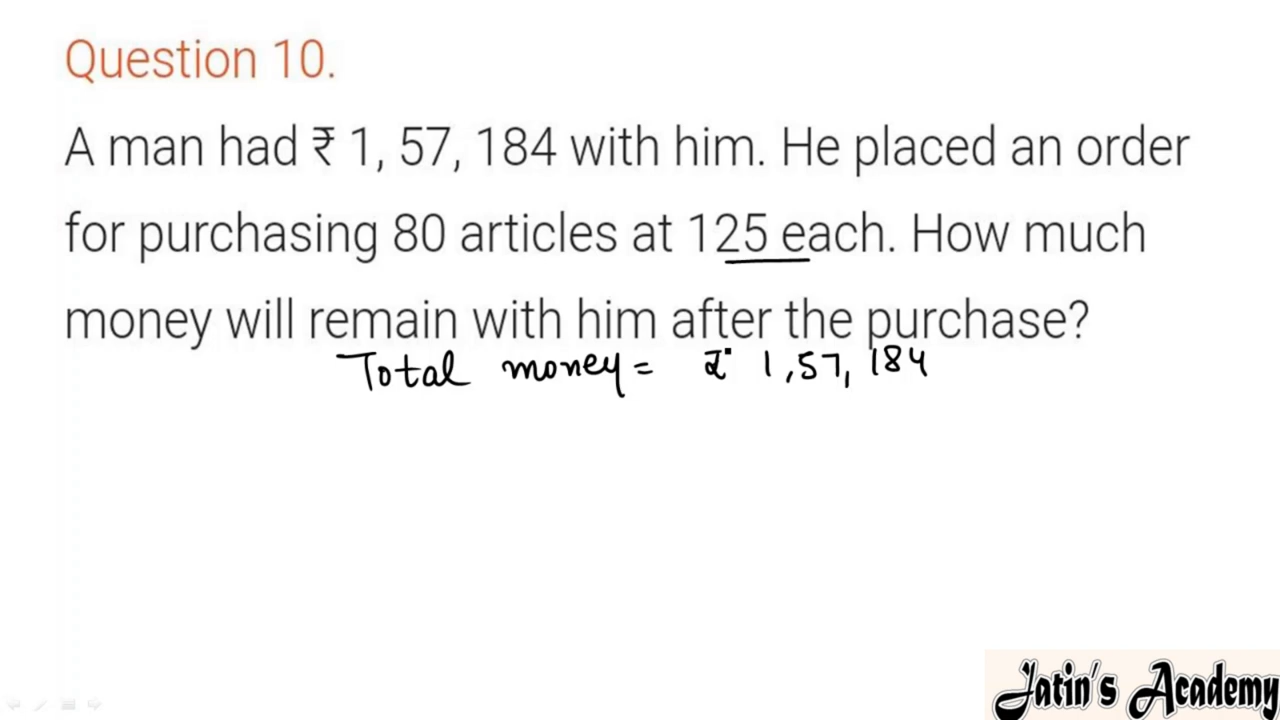 Question 10.
A man had ₹ 1, 57, 184 with him. He placed an order
for purchasing 80 articles at 125 each. How much
money will remain with him after the purchase?
Total money = ₹ 1,57,184
Jatin's Academy